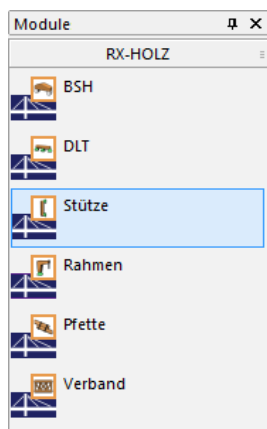 Module
RX-HOLZ
BSH
DLT
Stütze
Rahmen
Pfette
Verband